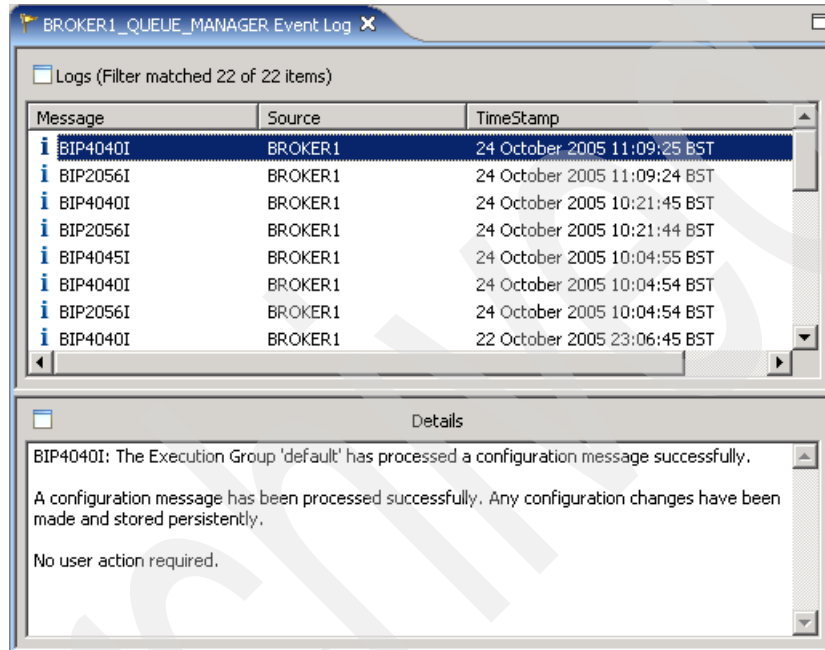 BROKER1_QUEUE_MANAGER Event Log
Logs (Filter matched 22 of 22 items)
Message Source TimeStamp
BIP4040I BROKER1 24 October 2005 11:09:25 BST
BIP2056I BROKER1 24 October 2005 11:09:24 BST
BIP4040I BROKER1 24 October 2005 10:21:45 BST
BIP2056I BROKER1 24 October 2005 10:21:44 BST
BIP4045I BROKER1 24 October 2005 10:04:55 BST
BIP4040I BROKER1 24 October 2005 10:04:54 BST
BIP2056I BROKER1 24 October 2005 10:04:54 BST
BIP4040I BROKER1 22 October 2005 23:06:45 BST
Details
BIP4040I: The Execution Group 'default' has processed a configuration message successfully.
A configuration message has been processed successfully. Any configuration changes have been
made and stored persistently.
No user action required.